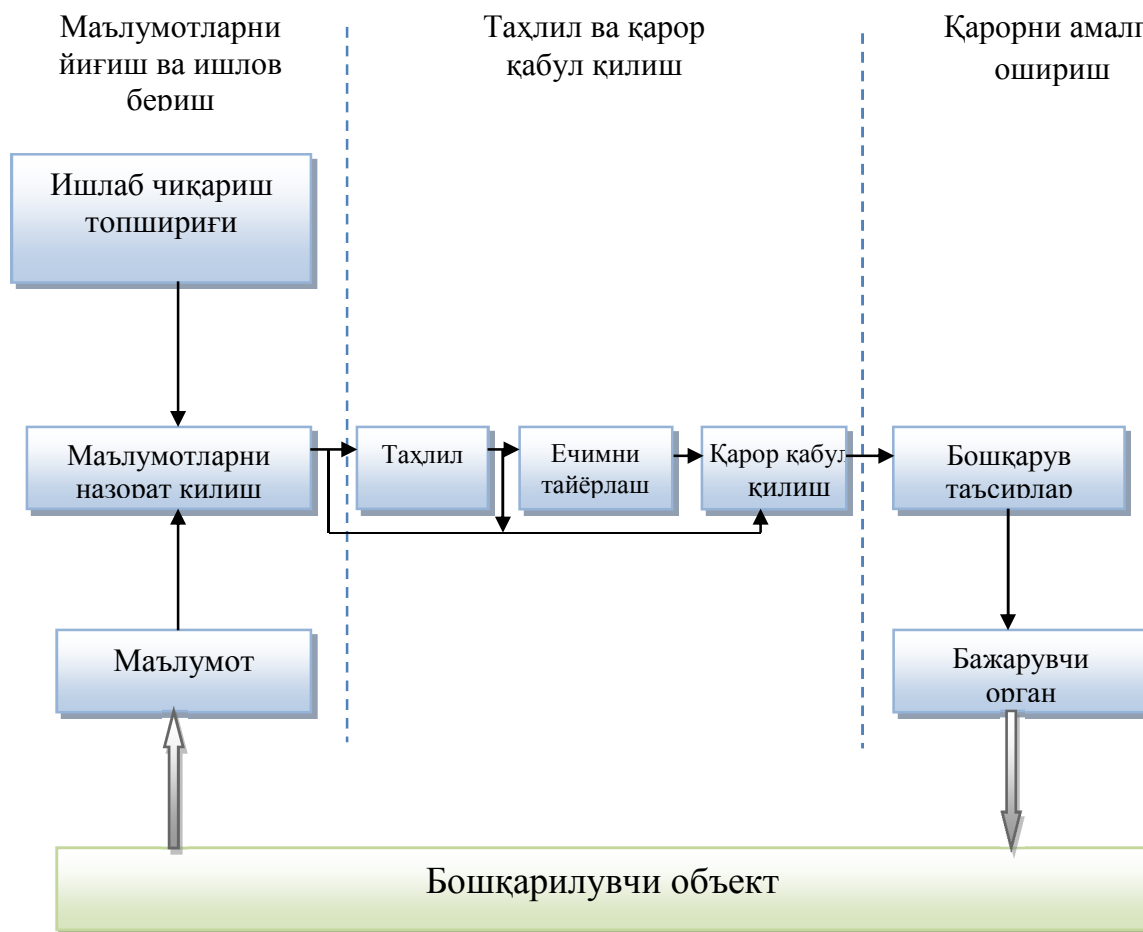 Маълумотларни
йиғиш ва ишлов
бериш
Таҳлил ва қарор
қабул қилиш
Қарорни амалг
ошириш
Ишлаб чиқариш
топшириғи
Маълумотларни
назорат қилиш
Таҳлил
Ечимни
тайёрлаш
Қарор қабул
қилиш
Бошқарув
таъсирлар
Маълумот
Бажарувчи
орган
Бошқарилувчи объект